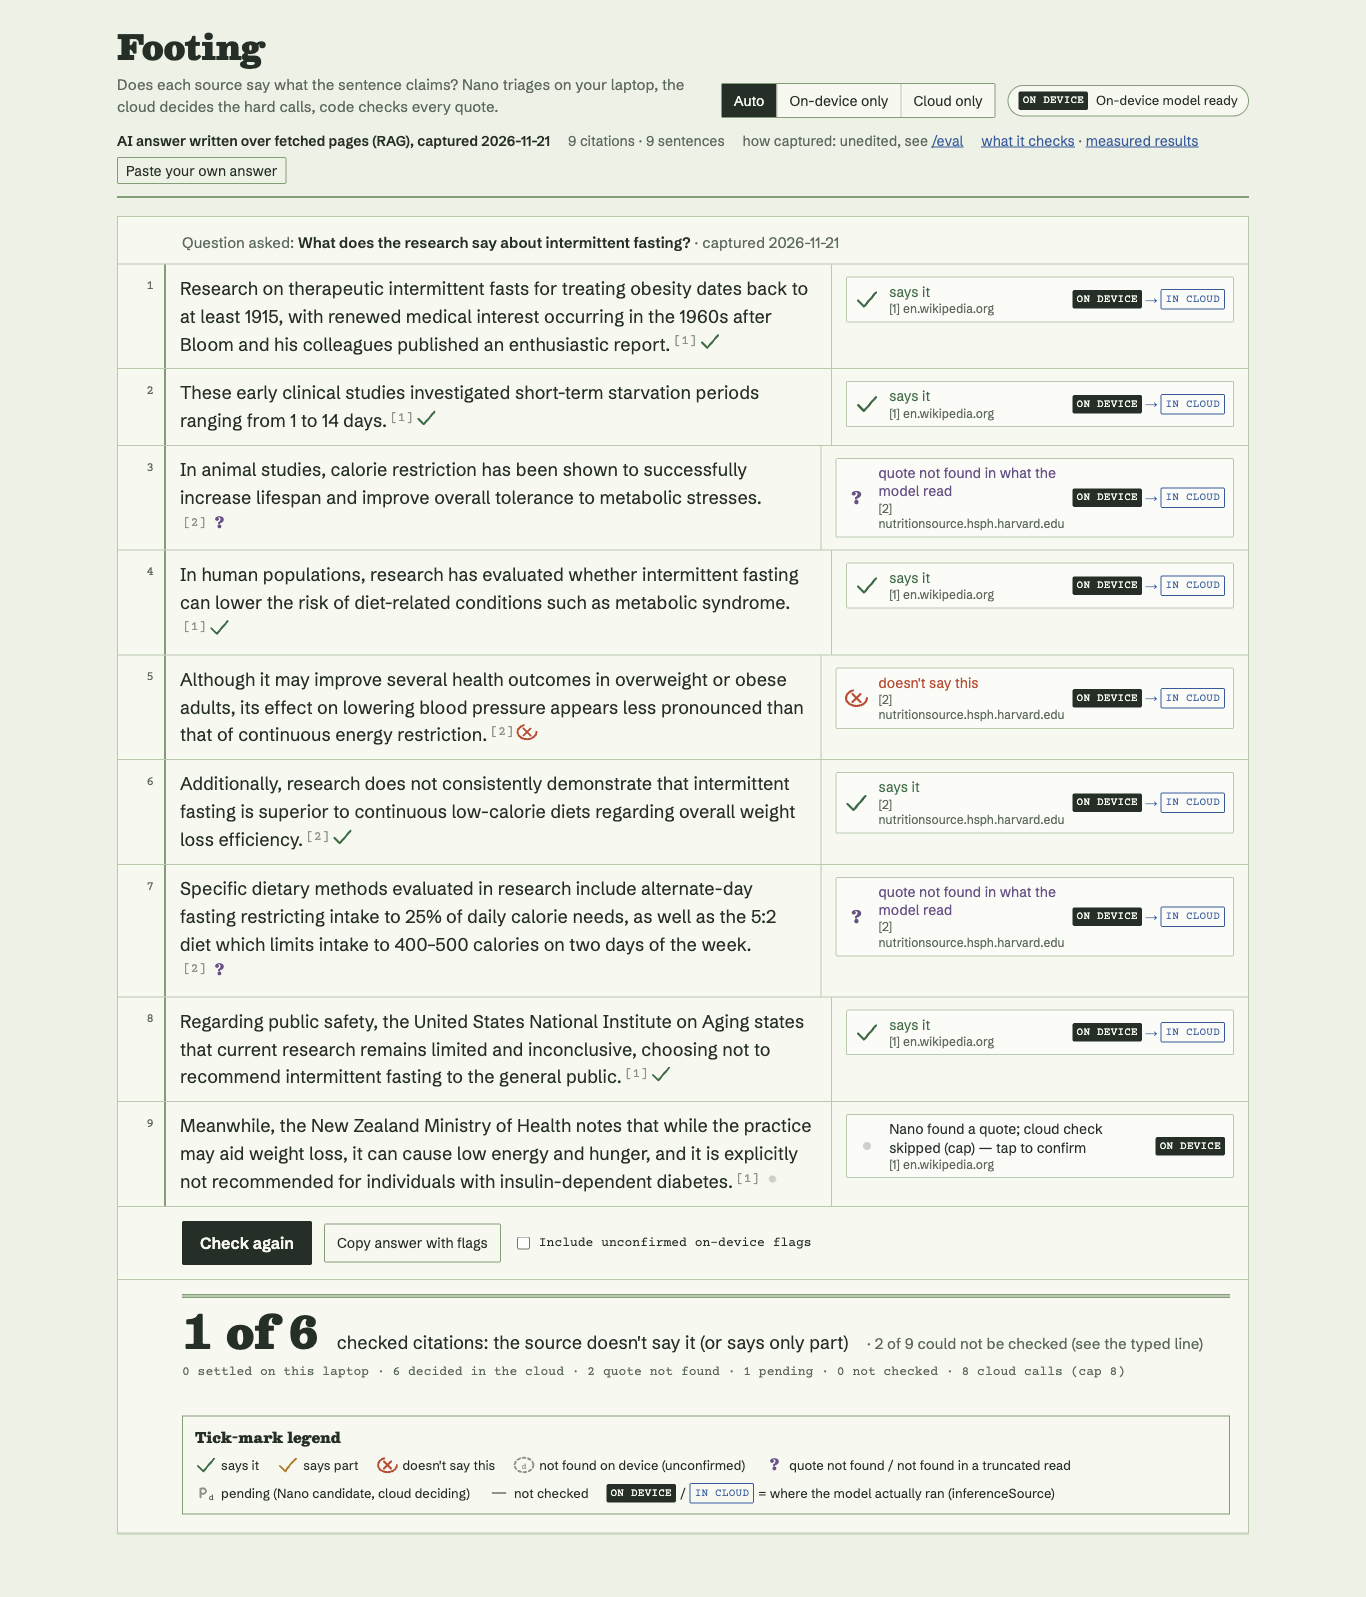 Footing
Does each source say what the sentence claims? Nano triages on your laptop, the
cloud decides the hard calls, code checks every quote.
Auto On-device only Cloud only ON DEVICE On-device model ready
AI answer written over fetched pages (RAG), captured 2026-11-21 9 citations · 9 sentences how captured: unedited, see /eval what it checks · measured results
Paste your own answer
Question asked: What does the research say about intermittent fasting? · captured 2026-11-21
1
Research on therapeutic intermittent fasts for treating obesity dates back to
at least 1915, with renewed medical interest occurring in the 1960s after
Bloom and his colleagues published an enthusiastic report. [1] ✓
says it
[1] en.wikipedia.org
ON DEVICE → IN CLOUD
2
These early clinical studies investigated short-term starvation periods
ranging from 1 to 14 days. [1] ✓
says it
[1] en.wikipedia.org
ON DEVICE → IN CLOUD
3
In animal studies, calorie restriction has been shown to successfully
increase lifespan and improve overall tolerance to metabolic stresses.
[2] ?
? quote not found in what the
model read
[2]
nutritionsource.hsph.harvard.edu
ON DEVICE → IN CLOUD
4
In human populations, research has evaluated whether intermittent fasting
can lower the risk of diet-related conditions such as metabolic syndrome.
[1] ✓
says it
[1] en.wikipedia.org
ON DEVICE → IN CLOUD
5
Although it may improve several health outcomes in overweight or obese
adults, its effect on lowering blood pressure appears less pronounced than
that of continuous energy restriction. [2]
doesn't say this
[2]
nutritionsource.hsph.harvard.edu
ON DEVICE → IN CLOUD
6
Additionally, research does not consistently demonstrate that intermittent
fasting is superior to continuous low-calorie diets regarding overall weight
loss efficiency. [2] ✓
says it
[2]
nutritionsource.hsph.harvard.edu
ON DEVICE → IN CLOUD
7
Specific dietary methods evaluated in research include alternate-day
fasting restricting intake to 25% of daily calorie needs, as well as the 5:2
diet which limits intake to 400-500 calories on two days of the week.
[2] ?
? quote not found in what the
model read
[2]
nutritionsource.hsph.harvard.edu
ON DEVICE → IN CLOUD
8
Regarding public safety, the United States National Institute on Aging states
that current research remains limited and inconclusive, choosing not to
recommend intermittent fasting to the general public. [1] ✓
says it
[1] en.wikipedia.org
ON DEVICE → IN CLOUD
9
Meanwhile, the New Zealand Ministry of Health notes that while the practice
may aid weight loss, it can cause low energy and hunger, and it is explicitly
not recommended for individuals with insulin-dependent diabetes. [1]
Nano found a quote; cloud check
skipped (cap) — tap to confirm
[1] en.wikipedia.org
ON DEVICE
Check again Copy answer with flags Include unconfirmed on-device flags
1 of 6 checked citations: the source doesn't say it (or says only part) · 2 of 9 could not be checked (see the typed line)
0 settled on this laptop · 6 decided in the cloud · 2 quote not found · 1 pending · 0 not checked · 8 cloud calls (cap 8)
Tick-mark legend
says it says part doesn't say this d not found on device (unconfirmed) ? quote not found / not found in a truncated read
Pd pending (Nano candidate, cloud deciding) — not checked ON DEVICE / IN CLOUD = where the model actually ran (inferenceSource)